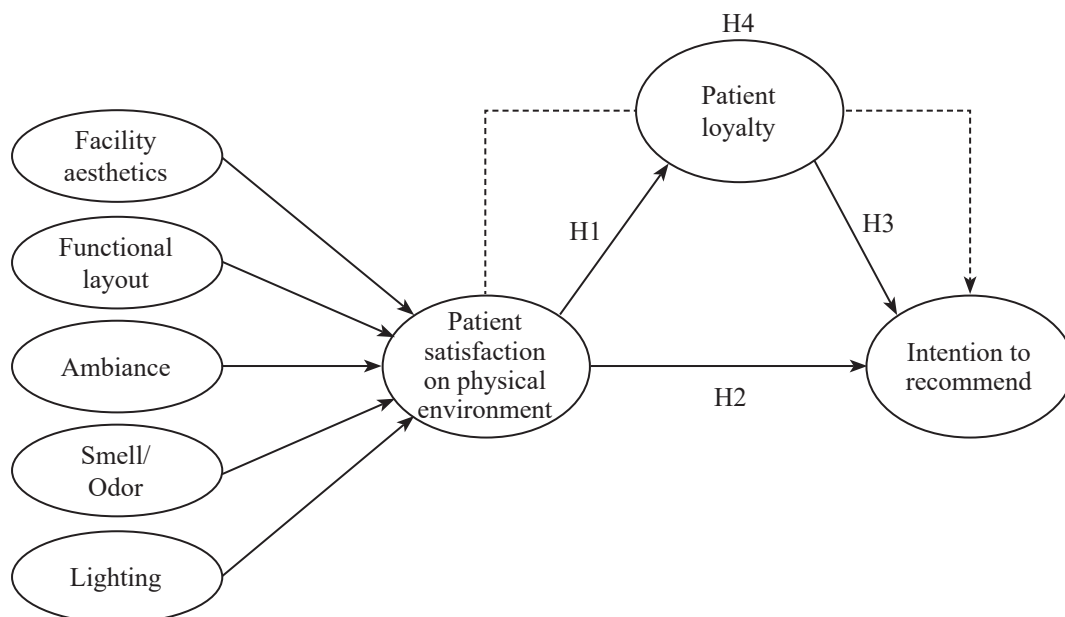 H4
Patient
loyalty
Facility
aesthetics
Functional
layout
H1
H3
Ambiance
Patient
satisfaction
on physical
environment
Intention to
recommend
H2
Smell/
Odor
Lighting